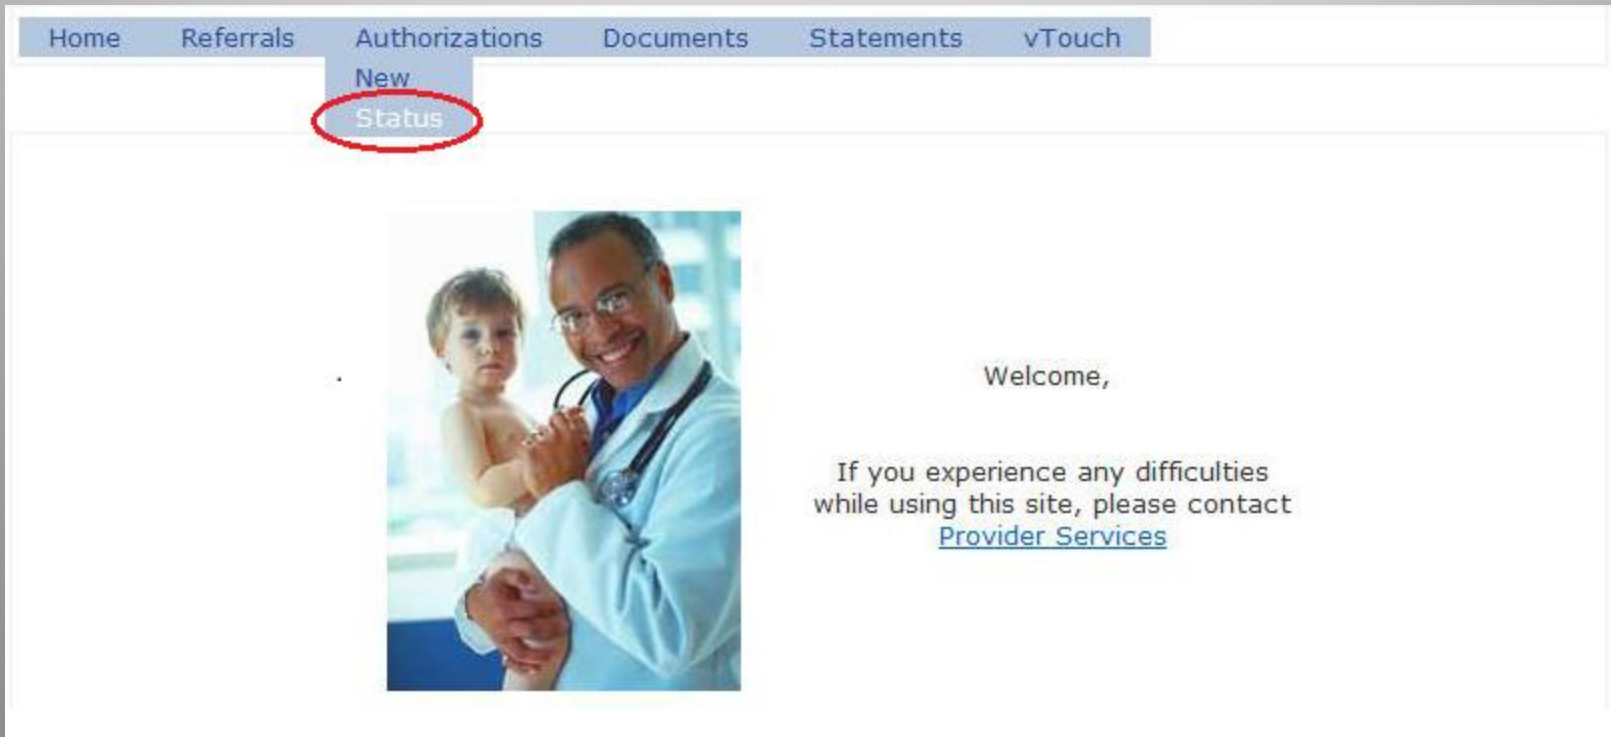 Home Referrals Authorizations Documents Statements vTouch
New
Status
Welcome,
If you experience any difficulties
while using this site, please contact
Provider Services